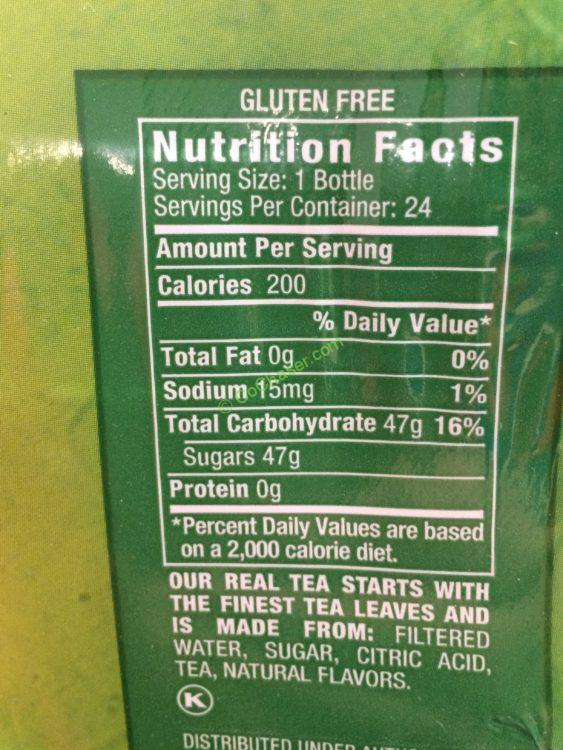 GLUTEN FREE
Nutrition Facts
Serving Size: 1 Bottle
Servings Per Container: 24
Amount Per Serving
Calories 200
% Daily Value*
Total Fat 0g 0%
Sodium 15mg 1%
Total Carbohydrate 47g 16%
Sugars 47g
Protein 0g
*Percent Daily Values are based
on a 2,000 calorie diet.
OUR REAL TEA STARTS WITH
THE FINEST TEA LEAVES AND
IS MADE FROM: FILTERED
WATER, SUGAR, CITRIC ACID,
TEA, NATURAL FLAVORS.
K
DISTRIBUTED UNDER